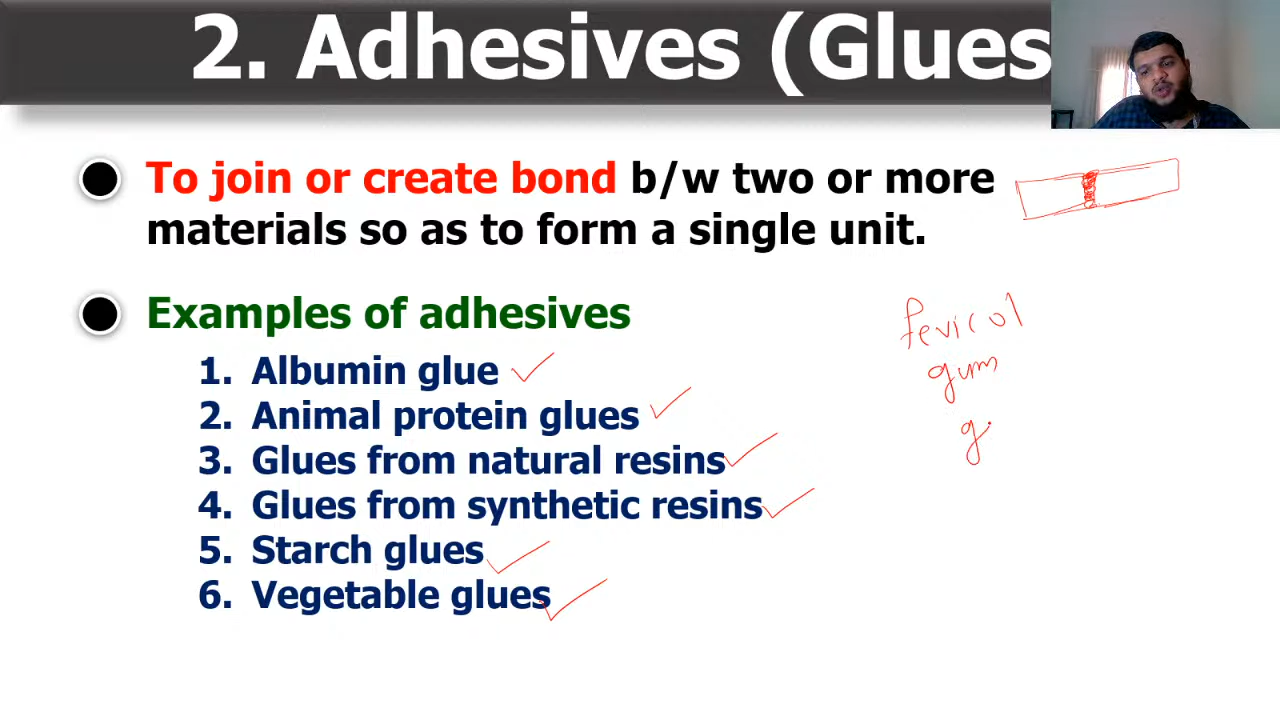 2. Adhesives (Glues
To join or create bond b/w two or more
materials so as to form a single unit.
Examples of adhesives
1. Albumin glue
2. Animal protein glues
3. Glues from natural resins
4. Glues from synthetic resins
5. Starch glues
6. Vegetable glues
fevicol
gum
g